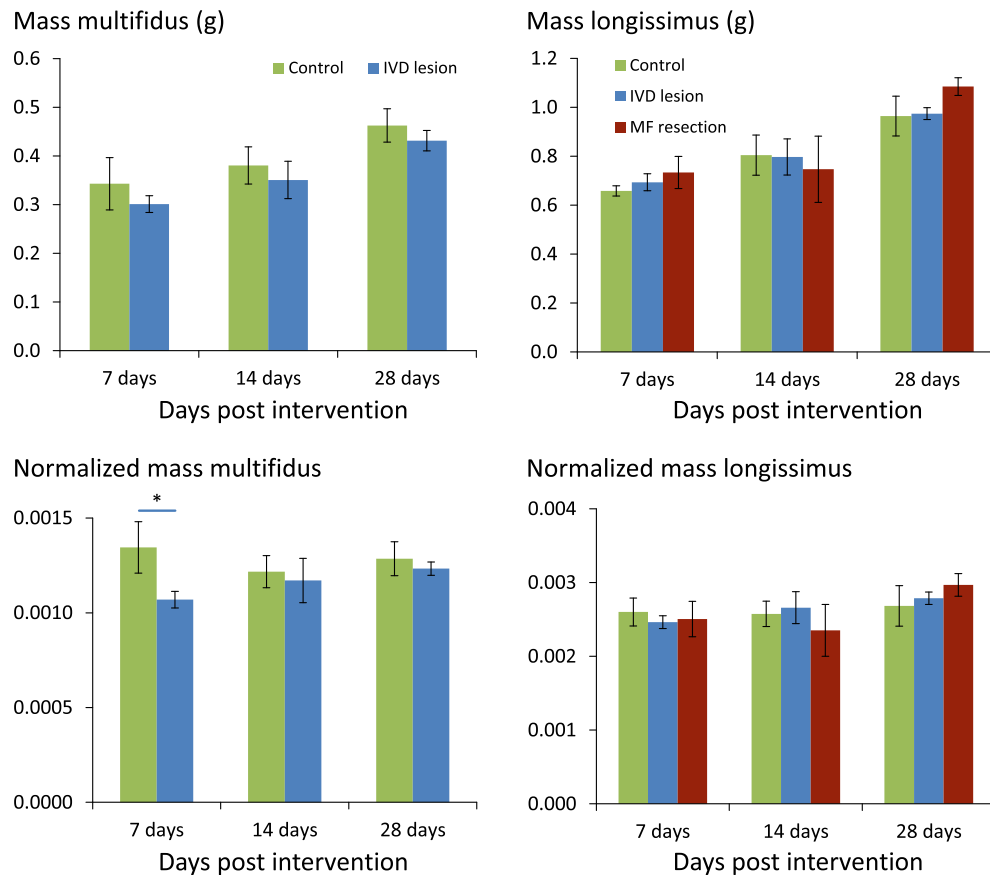 Mass multifidus (g)
0.6
0.5
0.4
0.3
0.2
0.1
0.0
Control
IVD lesion
7 days
14 days
28 days
Days post intervention
Mass longissimus (g)
1.2
1.0
0.8
0.6
0.4
0.2
0.0
Control
IVD lesion
MF resection
7 days
14 days
28 days
Days post intervention
Normalized mass multifidus
0.0015
0.0010
0.0005
0.0000
*
7 days
14 days
28 days
Days post intervention
Normalized mass longissimus
0.004
0.003
0.002
0.001
0.000
7 days
14 days
28 days
Days post intervention